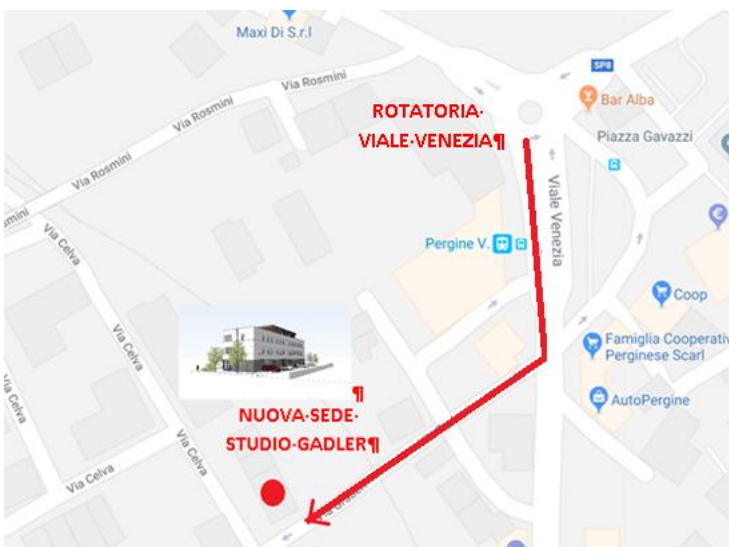 Maxi Di S.r.l
SP8
Via Rosmini
Bar Alba
ROTATORIA·
VIALE·VENEZIA¶
Via Rosmini
Piazza Gavazzi
Via Rosmini
Viale Venezia
Via Celva
Pergine V.
Coop
Via Celva
Famiglia Cooperativ
Perginese Scarl
¶
NUOVA·SEDE·
STUDIO·GADLER¶
AutoPergine
Via Celva
Via Celva
Via Celva